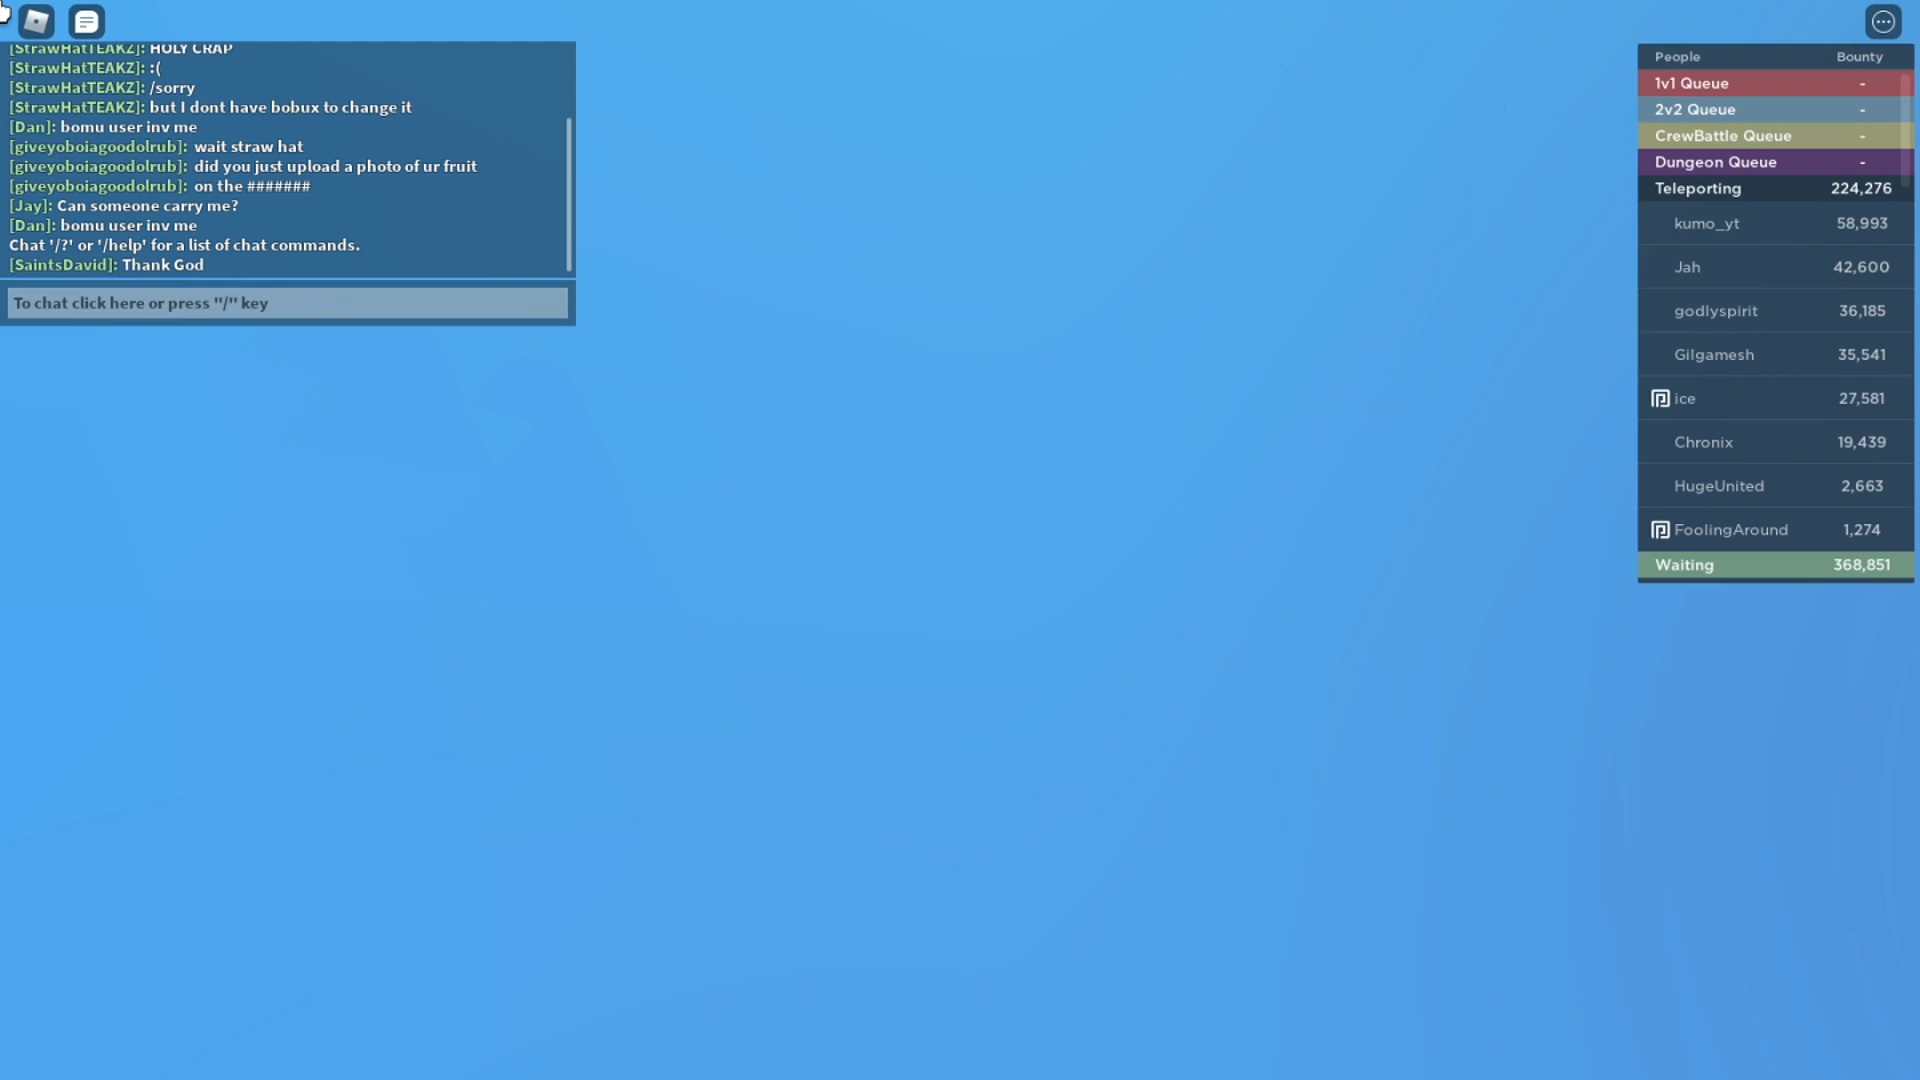 [StrawHatTEAKZ]: HOLY CRAP
[StrawHatTEAKZ]: :(
[StrawHatTEAKZ]: /sorry
[StrawHatTEAKZ]: but I dont have bobux to change it
[Dan]: bomu user inv me
[giveyoboiagoodolrub]: wait straw hat
[giveyoboiagoodolrub]: did you just upload a photo of ur fruit
[giveyoboiagoodolrub]: on the #######
[Jay]: Can someone carry me?
[Dan]: bomu user inv me
Chat '/?' or '/help' for a list of chat commands.
[SaintsDavid]: Thank God
To chat click here or press "/" key
People Bounty
1v1 Queue -
2v2 Queue -
CrewBattle Queue -
Dungeon Queue -
Teleporting 224,276
kumo_yt 58,993
Jah 42,600
godlyspirit 36,185
Gilgamesh 35,541
ice 27,581
Chronix 19,439
HugeUnited 2,663
FoolingAround 1,274
Waiting 368,851